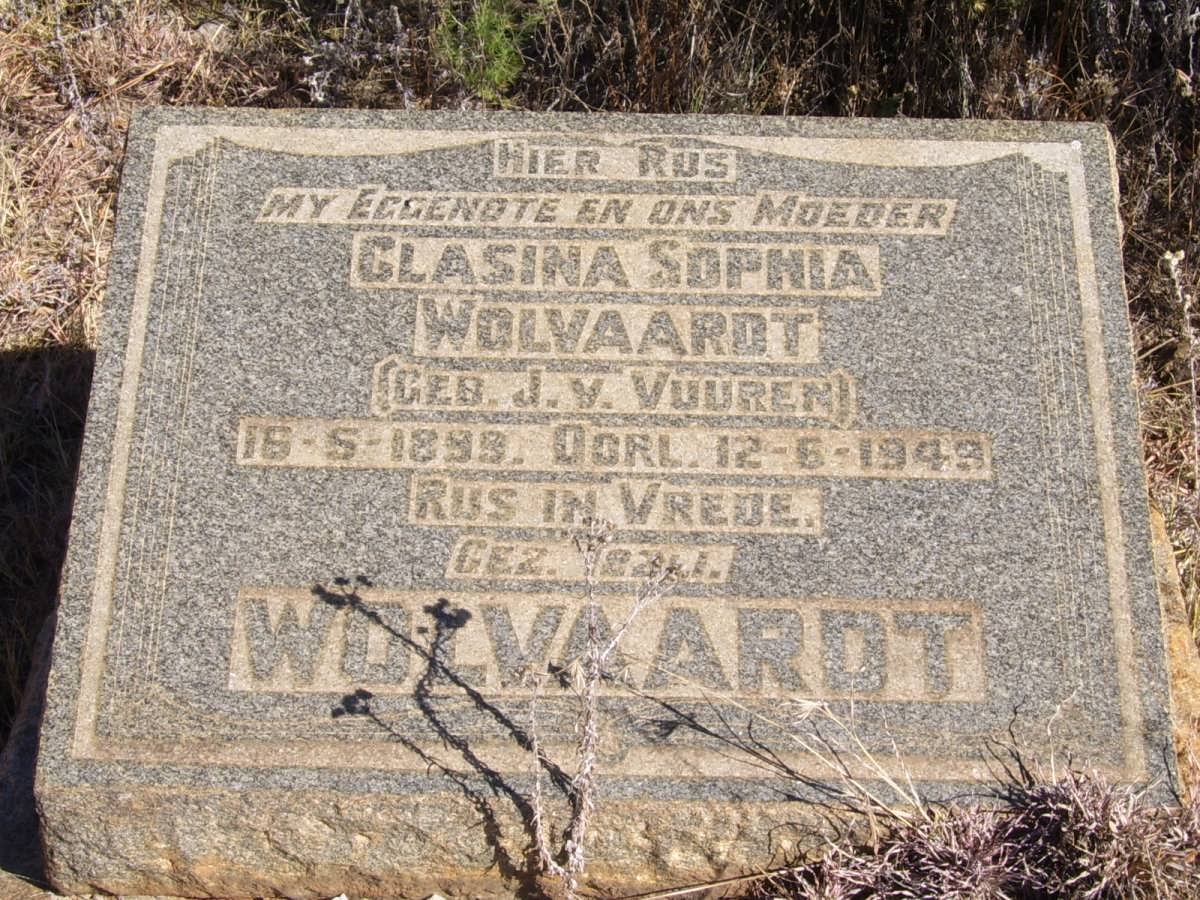 HIER RUS
MY EGGENOTE EN ONS MOEDER
CLASINA SOPHIA
WOLVAARDT
(GEB. J. V. VUUREN)
16-5-1899. OORL. 12-6-1949
RUS IN VREDE.
GEZ.
WOLVAARDT